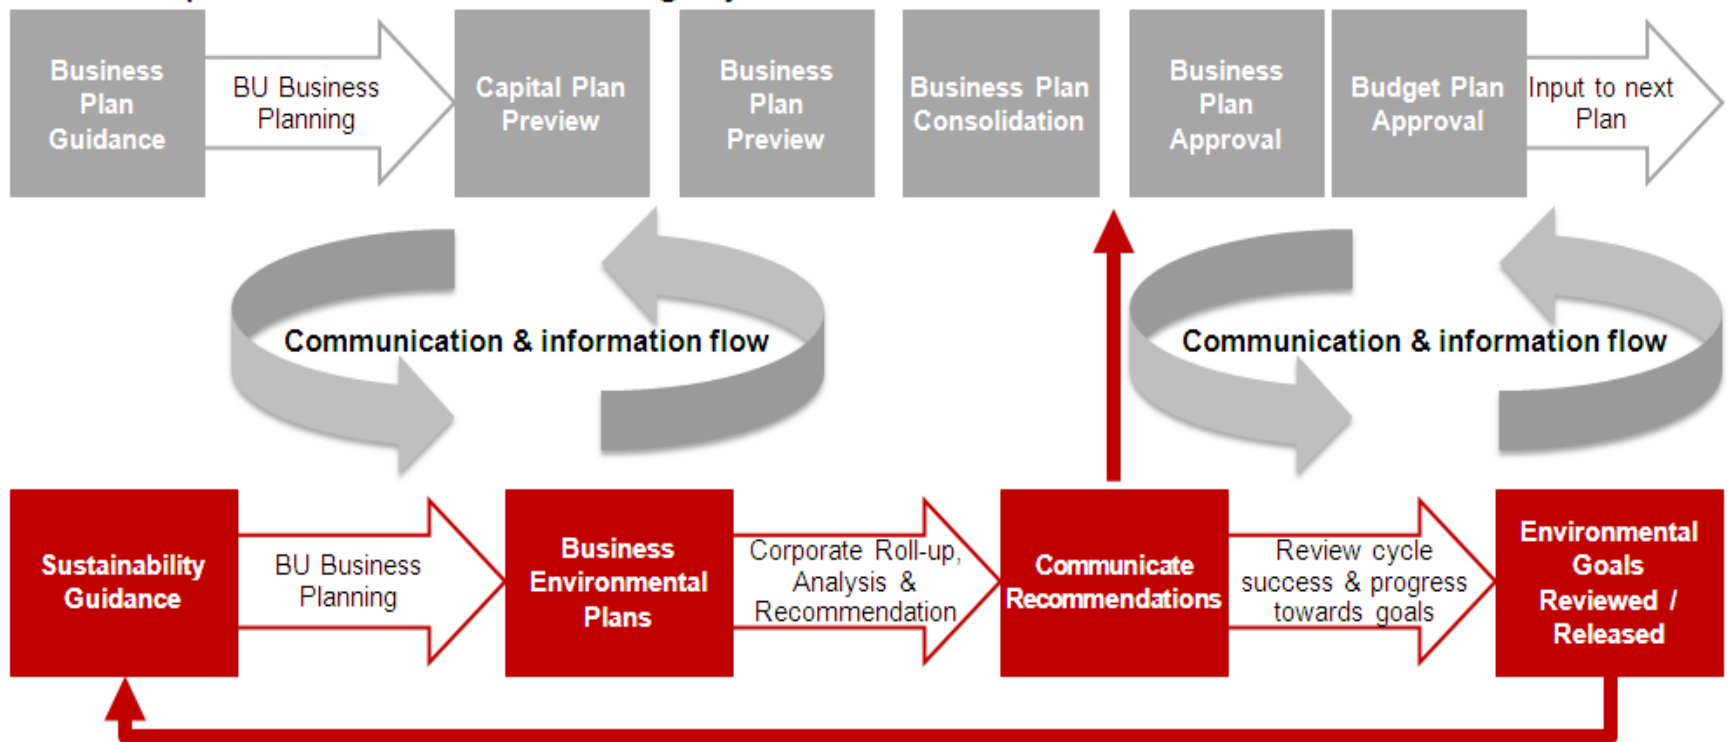 Business
Plan
Guidance
BU Business
Planning
Capital Plan
Preview
Business
Plan
Preview
Business Plan
Consolidation
Business
Plan
Approval
Budget Plan
Approval
Input to next
Plan
Communication & information flow
Communication & information flow
Sustainability
Guidance
BU Business
Planning
Business
Environmental
Plans
Corporate Roll-up,
Analysis &
Recommendation
Communicate
Recommendations
Review cycle
success & progress
towards goals
Environmental
Goals
Reviewed /
Released